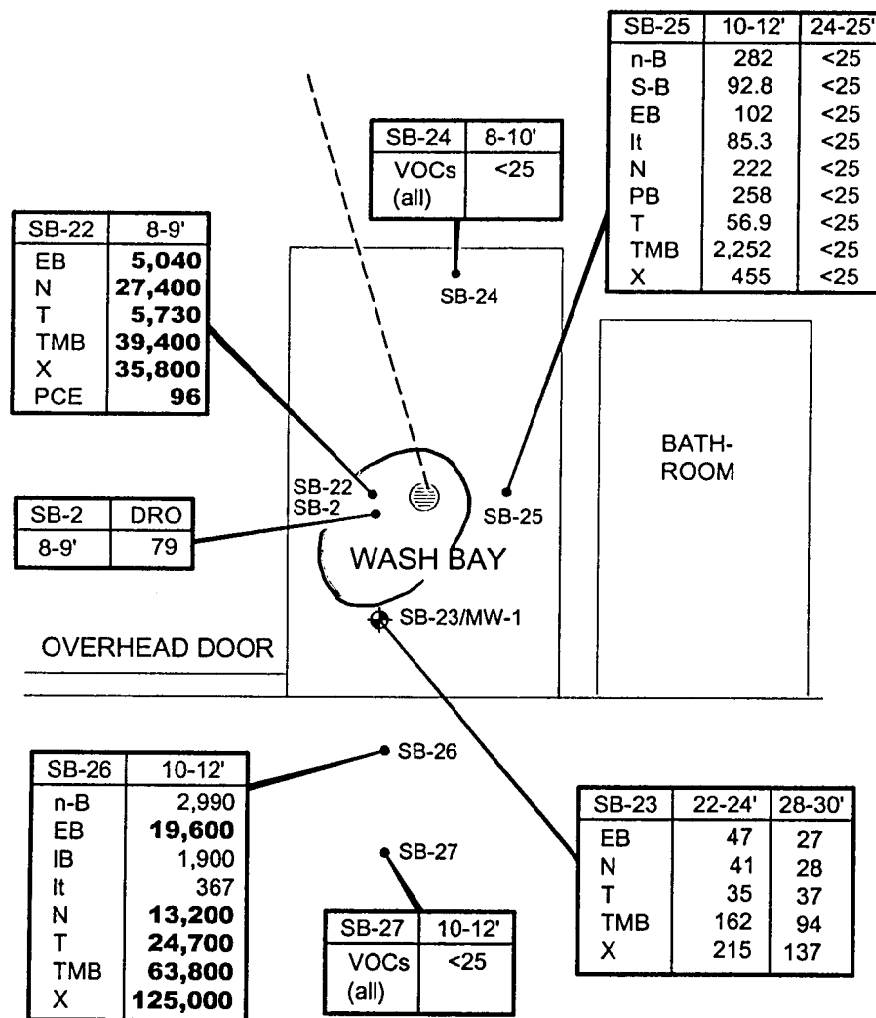 SB-25 10-12' 24-25'
n-B 282 <25
S-B 92.8 <25
EB 102 <25
It 85.3 <25
N 222 <25
PB 258 <25
T 56.9 <25
TMB 2,252 <25
X 455 <25
SB-24 8-10'
VOCs <25
(all)
SB-22 8-9'
EB 5,040
N 27,400
T 5,730
TMB 39,400
X 35,800
PCE 96
SB-24
BATH-
ROOM
SB-22
SB-2
SB-25
SB-2 DRO
8-9' 79
WASH BAY
SB-23/MW-1
OVERHEAD DOOR
SB-26
SB-26 10-12'
n-B 2,990
EB 19,600
IB 1,900
It 367
N 13,200
T 24,700
TMB 63,800
X 125,000
SB-27
SB-27 10-12'
VOCs <25
(all)
SB-23 22-24' 28-30'
EB 47 27
N 41 28
T 35 37
TMB 162 94
X 215 137